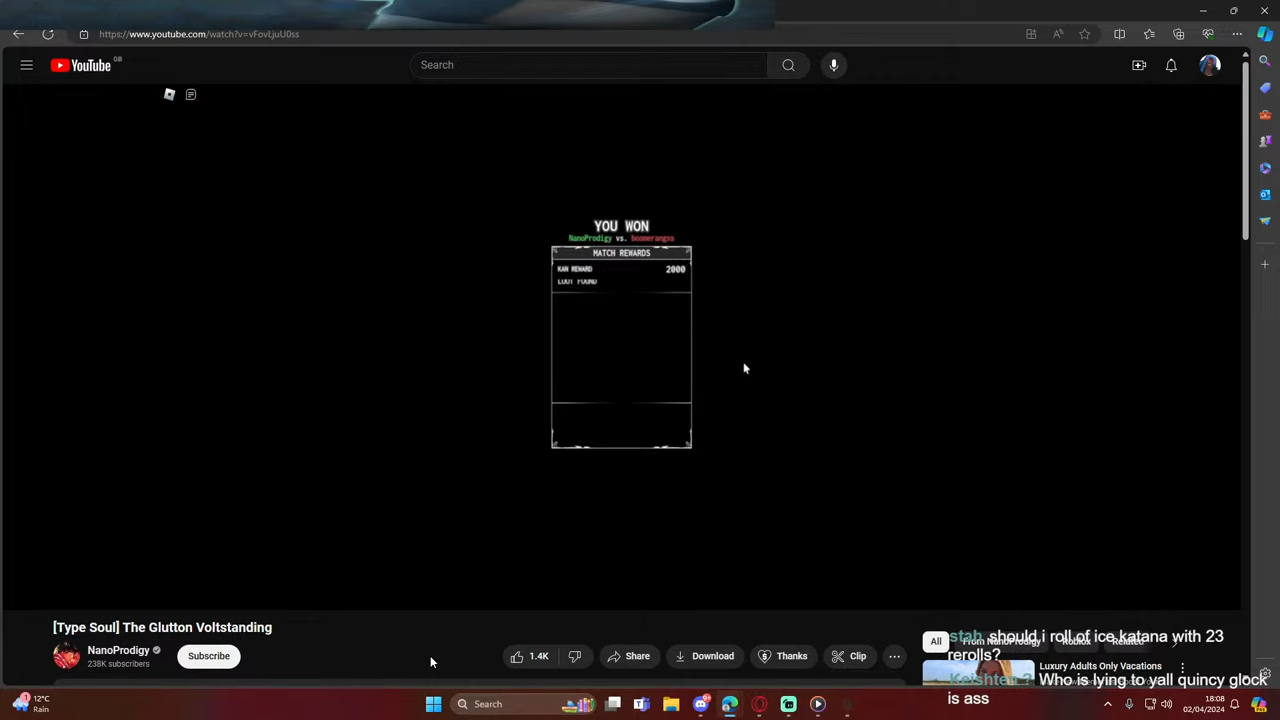 https://www.youtube.com/watch?v=vFovLjuU0ss
YouTube GB
Search
YOU WON
NanoProdigy vs. boomerangss
MATCH REWARDS
KAN REWARD 2000
LOOT FOUND
[Type Soul] The Glutton Voltstanding
NanoProdigy
238K subscribers
Subscribe
1.4K
Share
Download
Thanks
Clip
All
From NanoProdigy
Roblox
Related
stah should i roll of ice katana with 23
rerolls?
Luxury Adults Only Vacations
Keishten ? Who is lying to yall quincy glock
is ass
12°C
Rain
Search
18:08
02/04/2024